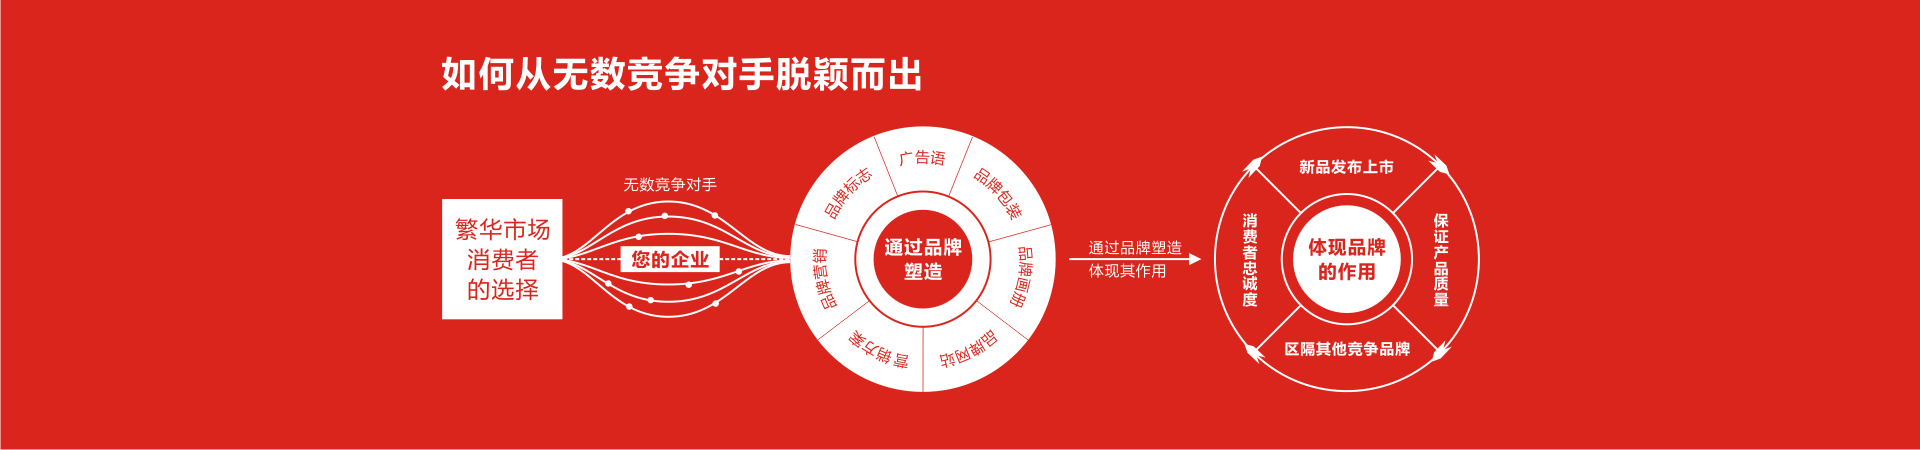 如何从无数竞争对手脱颖而出
繁华市场
消费者
的选择
无数竞争对手
您的企业
广告语
品牌包装
品牌画册
品牌网站
营销方案
品牌营销
品牌标志
通过品牌
塑造
通过品牌塑造
体现其作用
新品发布上市
保证产品质量
区隔其他竞争品牌
消费者忠诚度
体现品牌
的作用